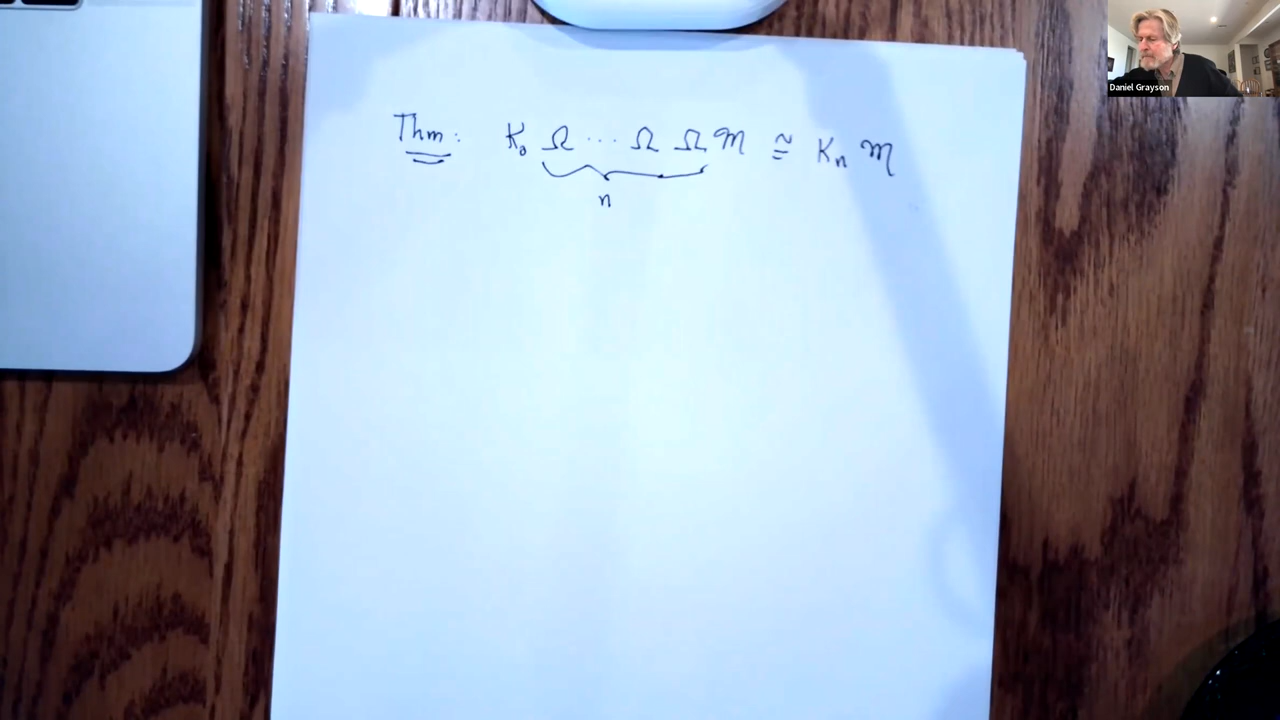 Daniel Grayson
Thm: K₀ Ω ⋯ Ω Ω 𝓜 ≅ Kₙ 𝓜
n